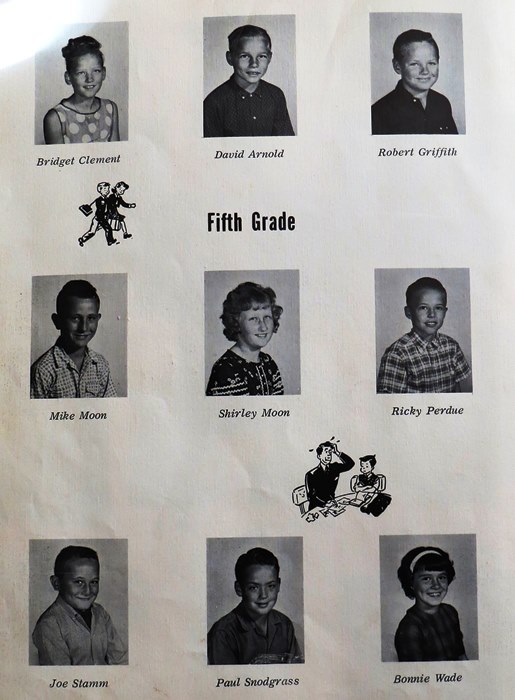 Bridget Clement
David Arnold
Robert Griffith
Fifth Grade
Mike Moon
Shirley Moon
Ricky Perdue
Joe Stamm
Paul Snodgrass
Bonnie Wade